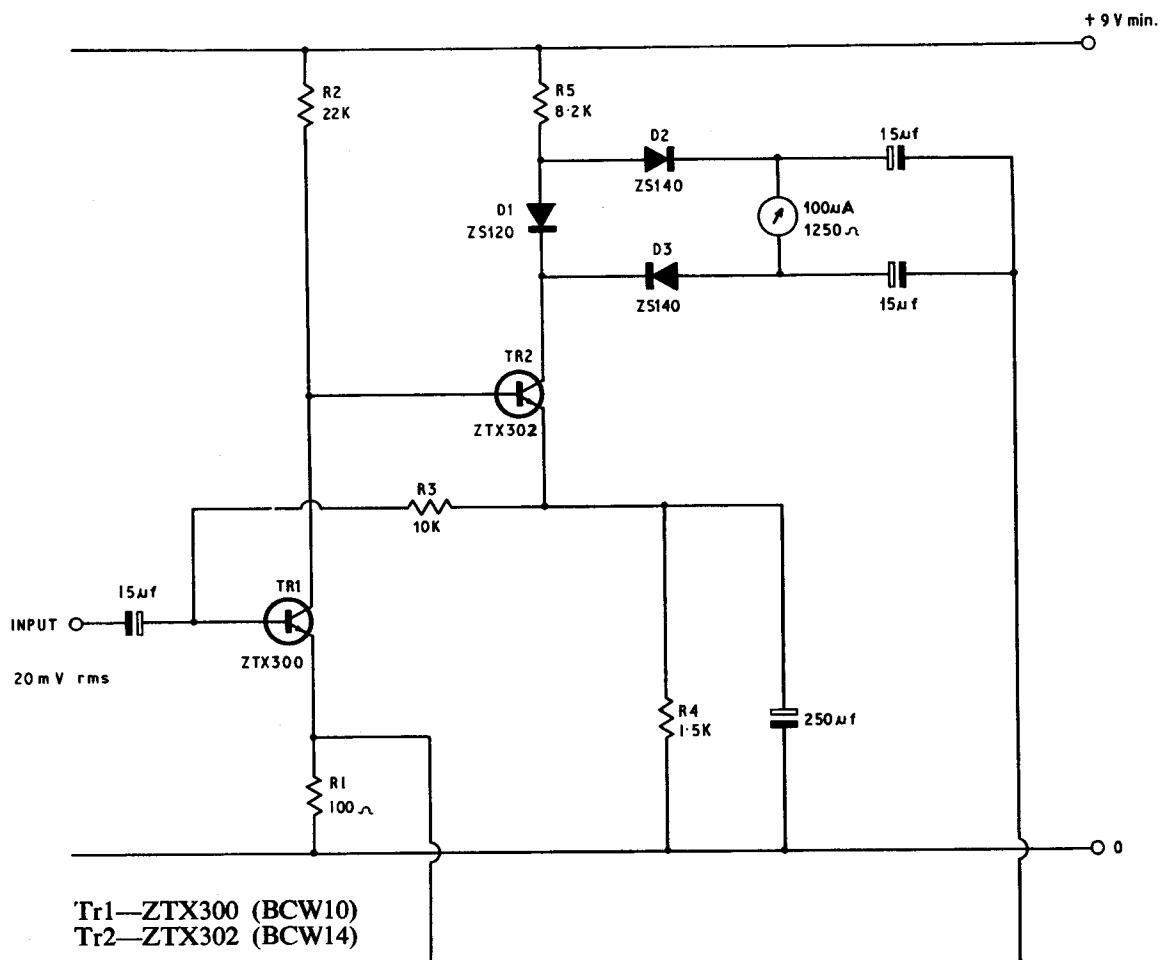 + 9 V min.
R2
22K
R5
8·2K
D2
ZS140
15µf
D1
ZS120
100µA
1250Ω
D3
ZS140
15µf
TR2
ZTX302
R3
10K
15µf
TR1
INPUT
ZTX300
20 mV rms
R4
1·5K
250µf
R1
100Ω
0
Tr1—ZTX300 (BCW10)
Tr2—ZTX302 (BCW14)